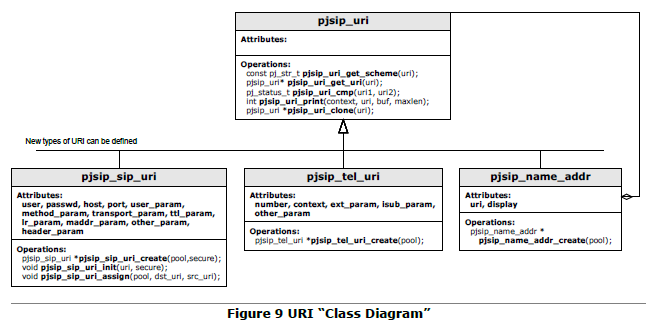 pjsip_uri
Attributes:
Operations:
const pj_str_t pjsip_uri_get_scheme(uri);
pjsip_uri* pjsip_uri_get_uri(uri);
pj_status_t pjsip_uri_cmp(uri1, uri2);
int pjsip_uri_print(context, uri, buf, maxlen);
pjsip_uri *pjsip_uri_clone(uri);
New types of URI can be defined
pjsip_sip_uri
Attributes:
user, passwd, host, port, user_param,
method_param, transport_param, ttl_param,
lr_param, maddr_param, other_param,
header_param
Operations:
pjsip_sip_uri *pjsip_sip_uri_create(pool,secure);
void pjsip_sip_uri_init(uri, secure);
void pjsip_sip_uri_assign(pool, dst_uri, src_uri);
pjsip_tel_uri
Attributes:
number, context, ext_param, isub_param,
other_param
Operations:
pjsip_tel_uri *pjsip_tel_uri_create(pool);
pjsip_name_addr
Attributes:
uri, display
Operations:
pjsip_name_addr *
pjsip_name_addr_create(pool);
Figure 9 URI “Class Diagram”